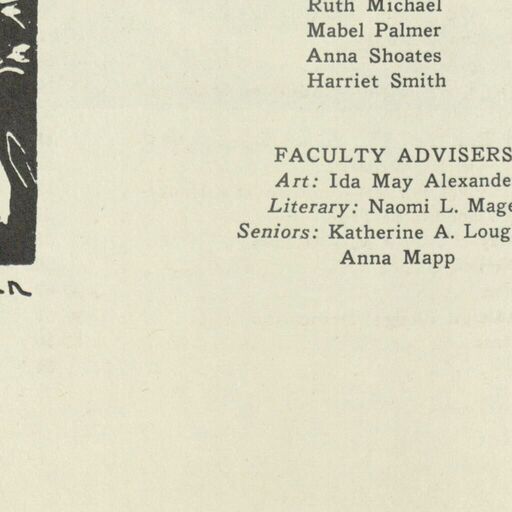 Ruth Michael
Mabel Palmer
Anna Shoates
Harriet Smith
FACULTY ADVISERS
Art: Ida May Alexande
Literary: Naomi L. Mage
Seniors: Katherine A. Loug
Anna Mapp